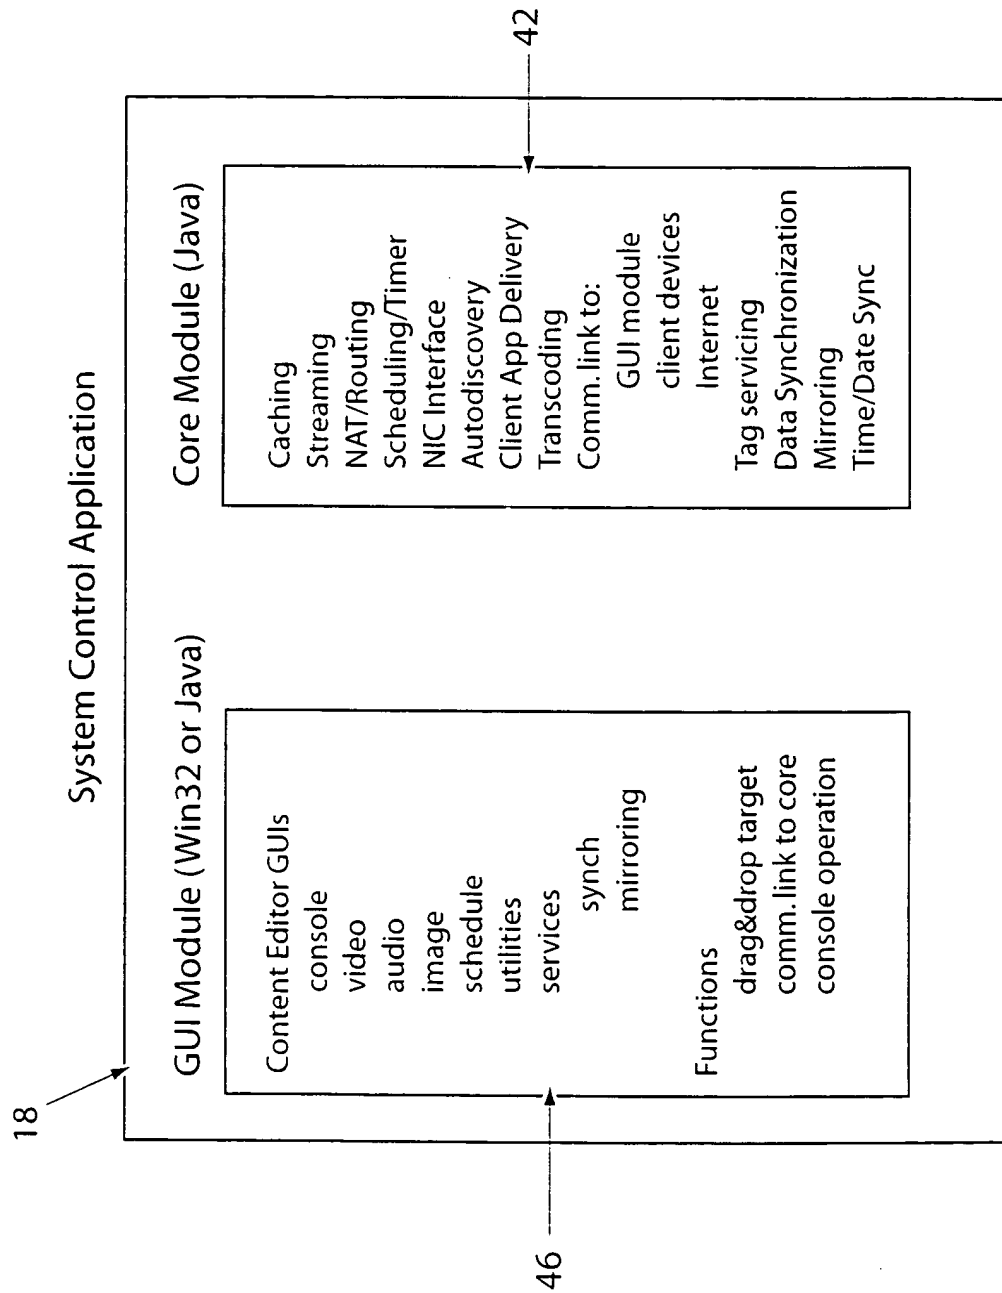 System Control Application
18
GUI Module (Win32 or Java)
Content Editor GUIs
console
video
audio
image
schedule
utilities
services
synch
mirroring
Functions
drag&drop target
comm.link to core
console operation
46
Core Module (Java)
Caching
Streaming
NAT/Routing
Scheduling/Timer
NIC Interface
Autodiscovery
Client App Delivery
Transcoding
Comm.link to:
GUI module
client devices
Internet
Tag servicing
Data Synchronization
Mirroring
Time/Date Sync
42